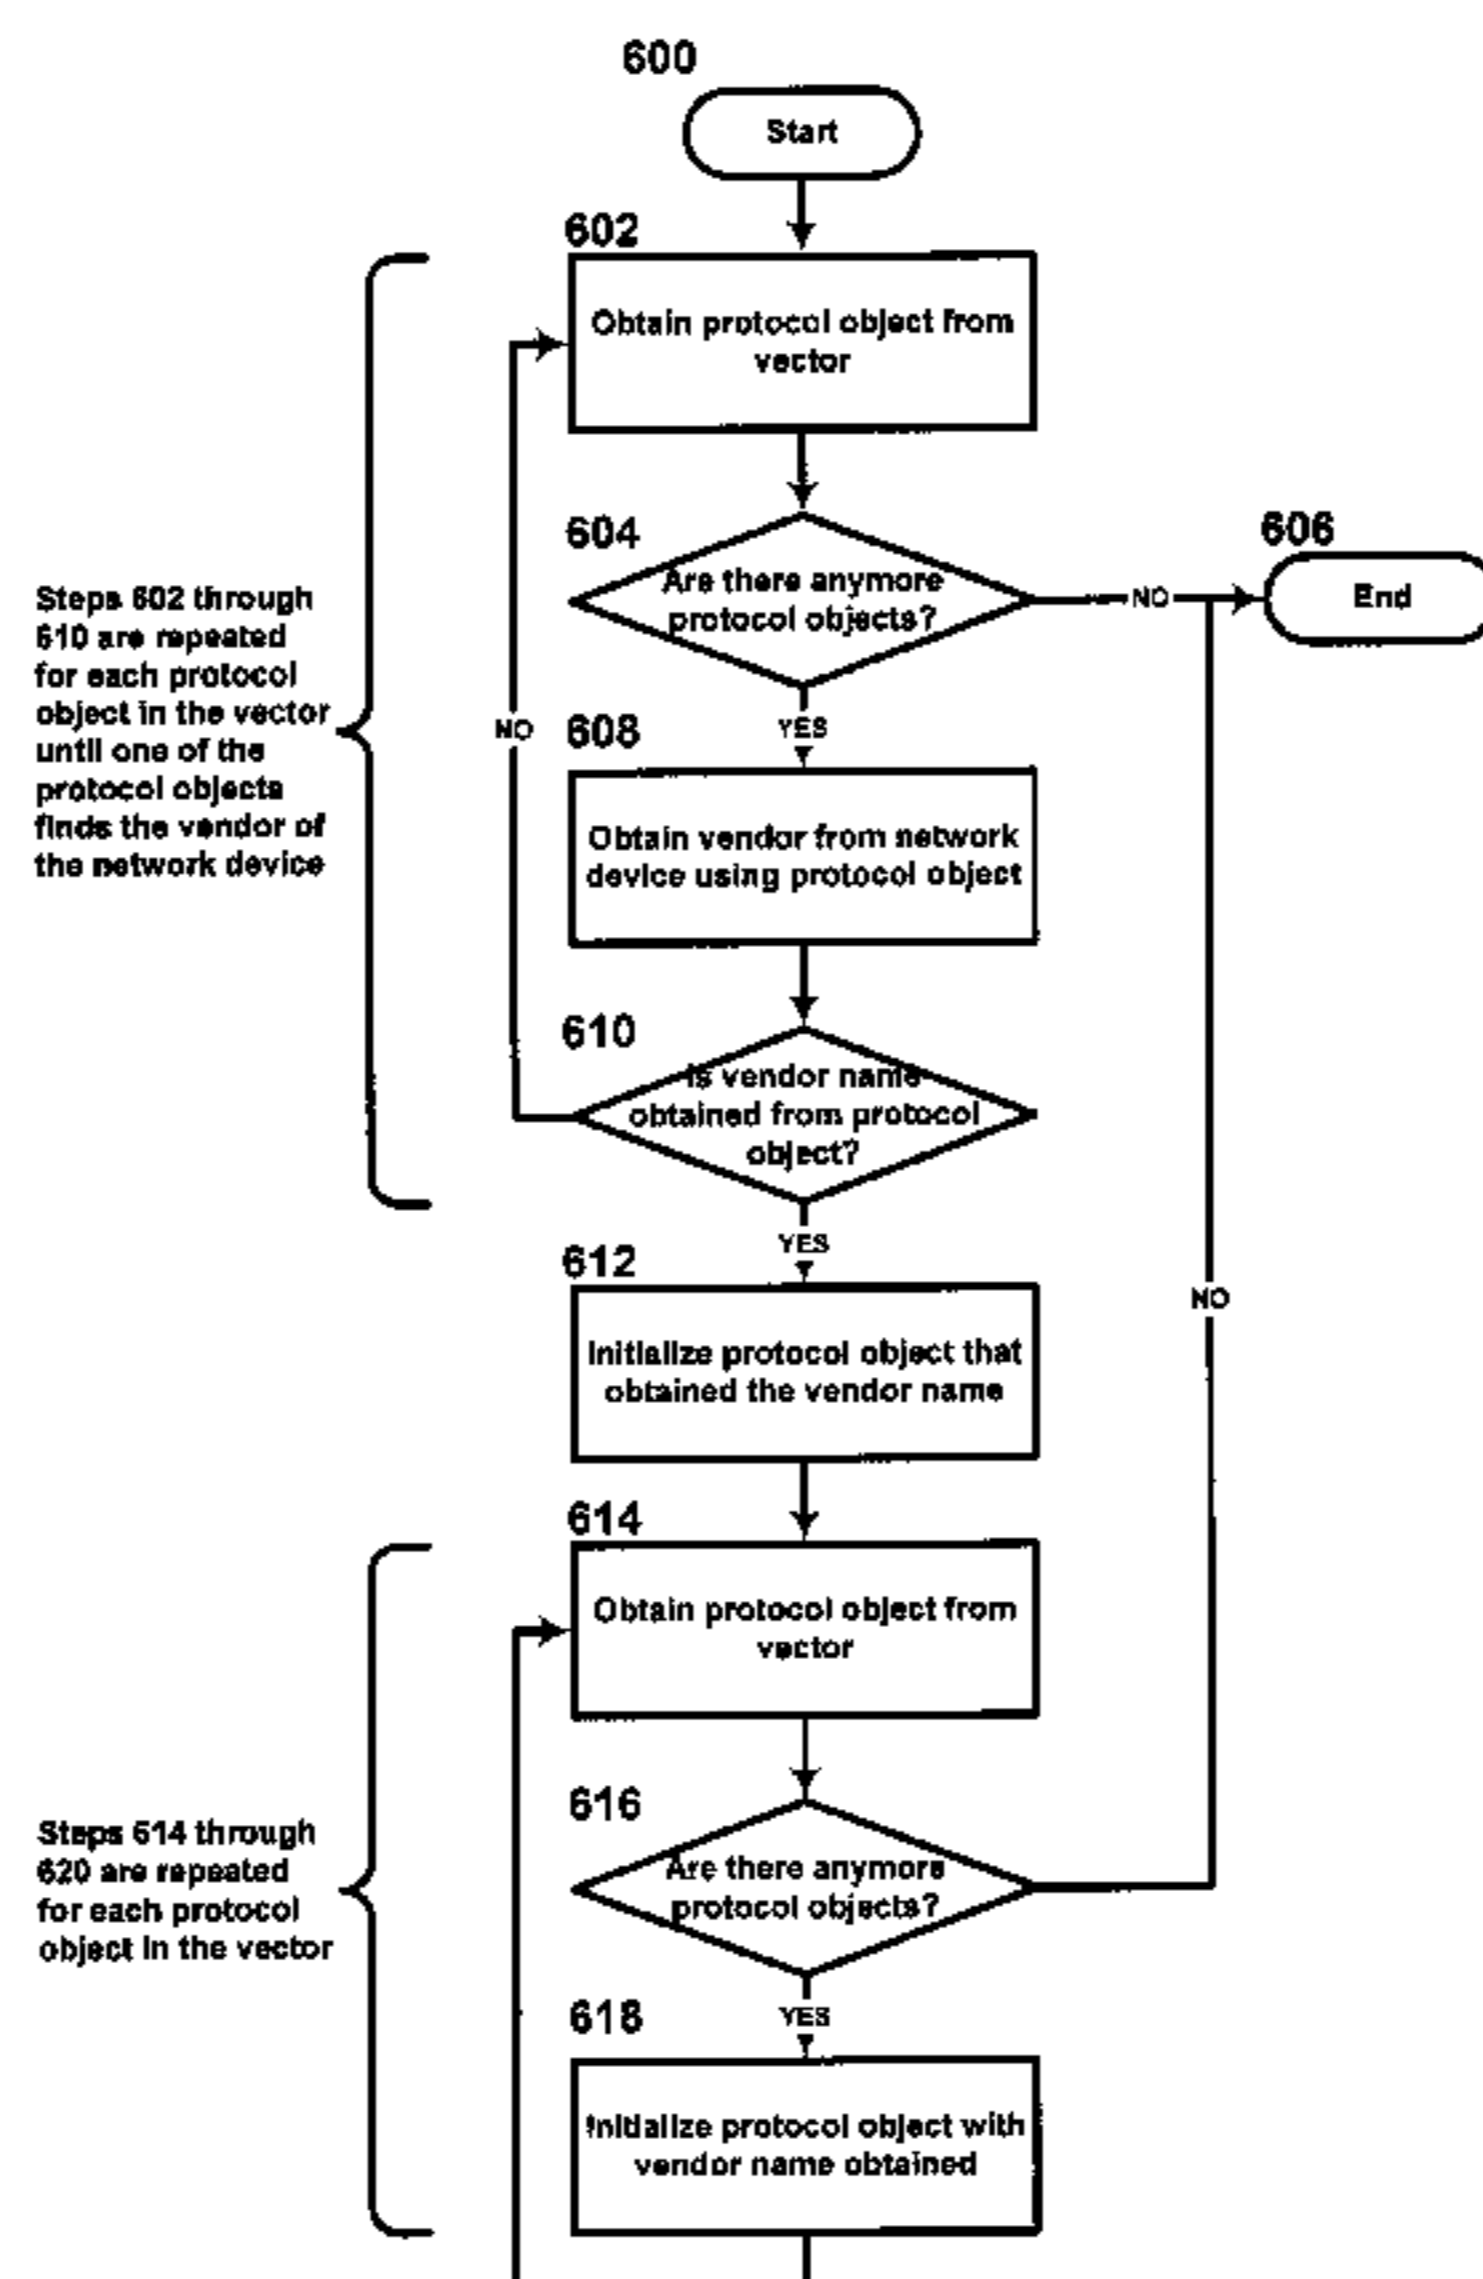 600
Start
602
Obtain protocol object from
vector
604
Are there anymore
protocol objects?
NO
606
End
Steps 602 through
610 are repeated
for each protocol
object in the vector
until one of the
protocol objects
finds the vendor of
the network device
NO
608
YES
Obtain vendor from network
device using protocol object
610
Is vendor name
obtained from protocol
object?
YES
612
NO
Initialize protocol object that
obtained the vendor name
614
Obtain protocol object from
vector
616
Are there anymore
protocol objects?
Steps 614 through
620 are repeated
for each protocol
object in the vector
618
YES
Initialize protocol object with
vendor name obtained